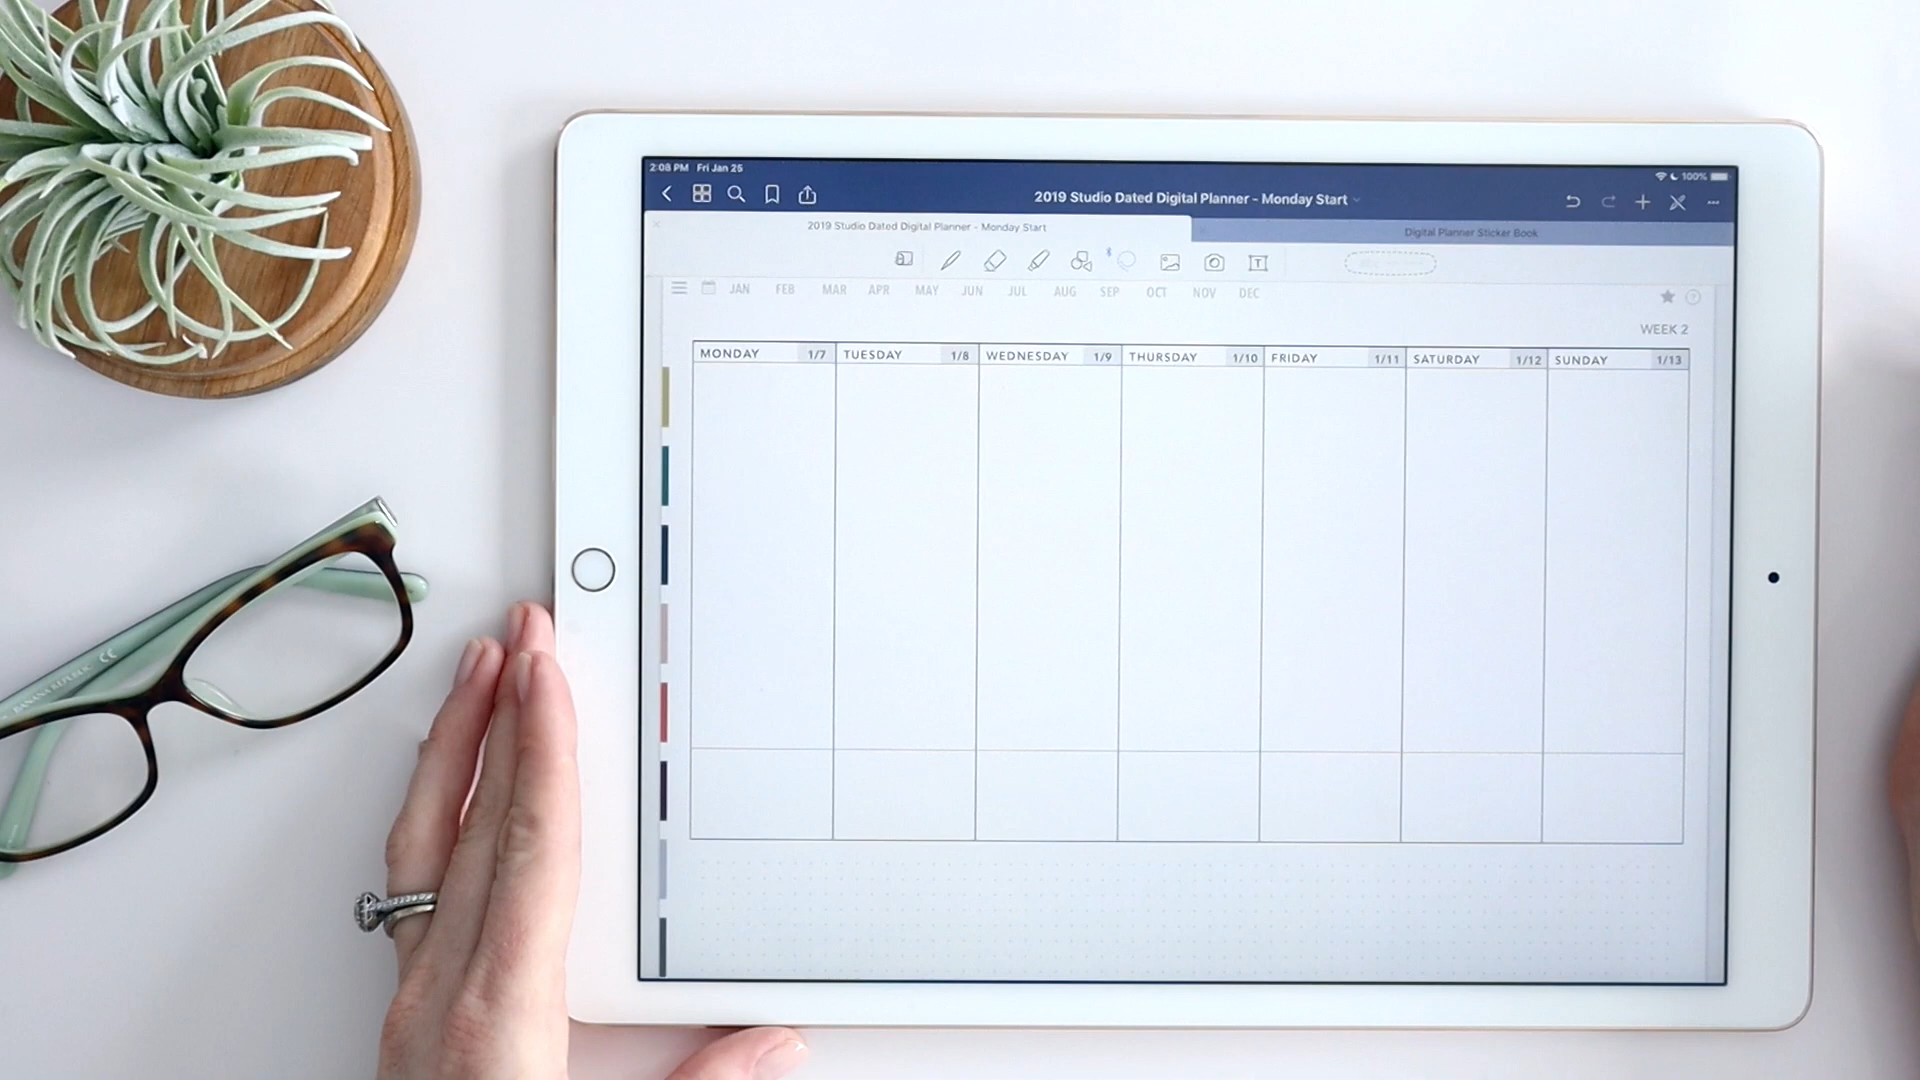 2:08 PM Fri Jan 25
100%
2019 Studio Dated Digital Planner - Monday Start
2019 Studio Dated Digital Planner - Monday Start
Digital Planner Sticker Book
T
JAN FEB MAR APR MAY JUN JUL AUG SEP OCT NOV DEC
?
WEEK 2
MONDAY 1/7 TUESDAY 1/8 WEDNESDAY 1/9 THURSDAY 1/10 FRIDAY 1/11 SATURDAY 1/12 SUNDAY 1/13
BANANA REPUBLIC CE